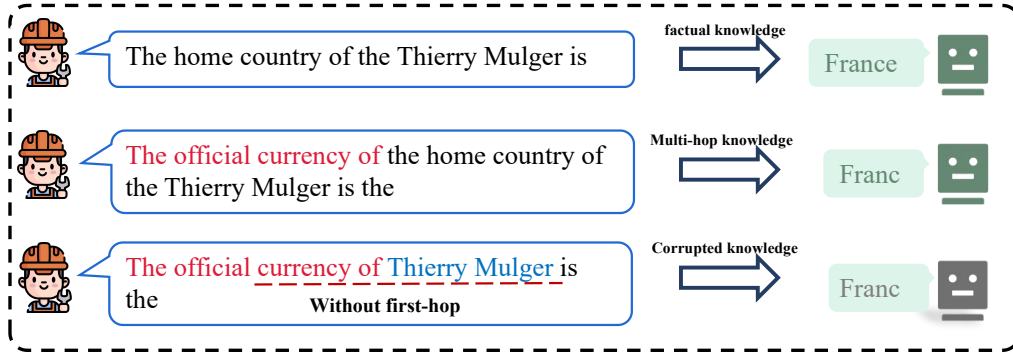 The home country of the Thierry Mulger is
factual knowledge
France
The official currency of the home country of
the Thierry Mulger is the
Multi-hop knowledge
Franc
The official currency of Thierry Mulger is
the
Without first-hop
Corrupted knowledge
Franc